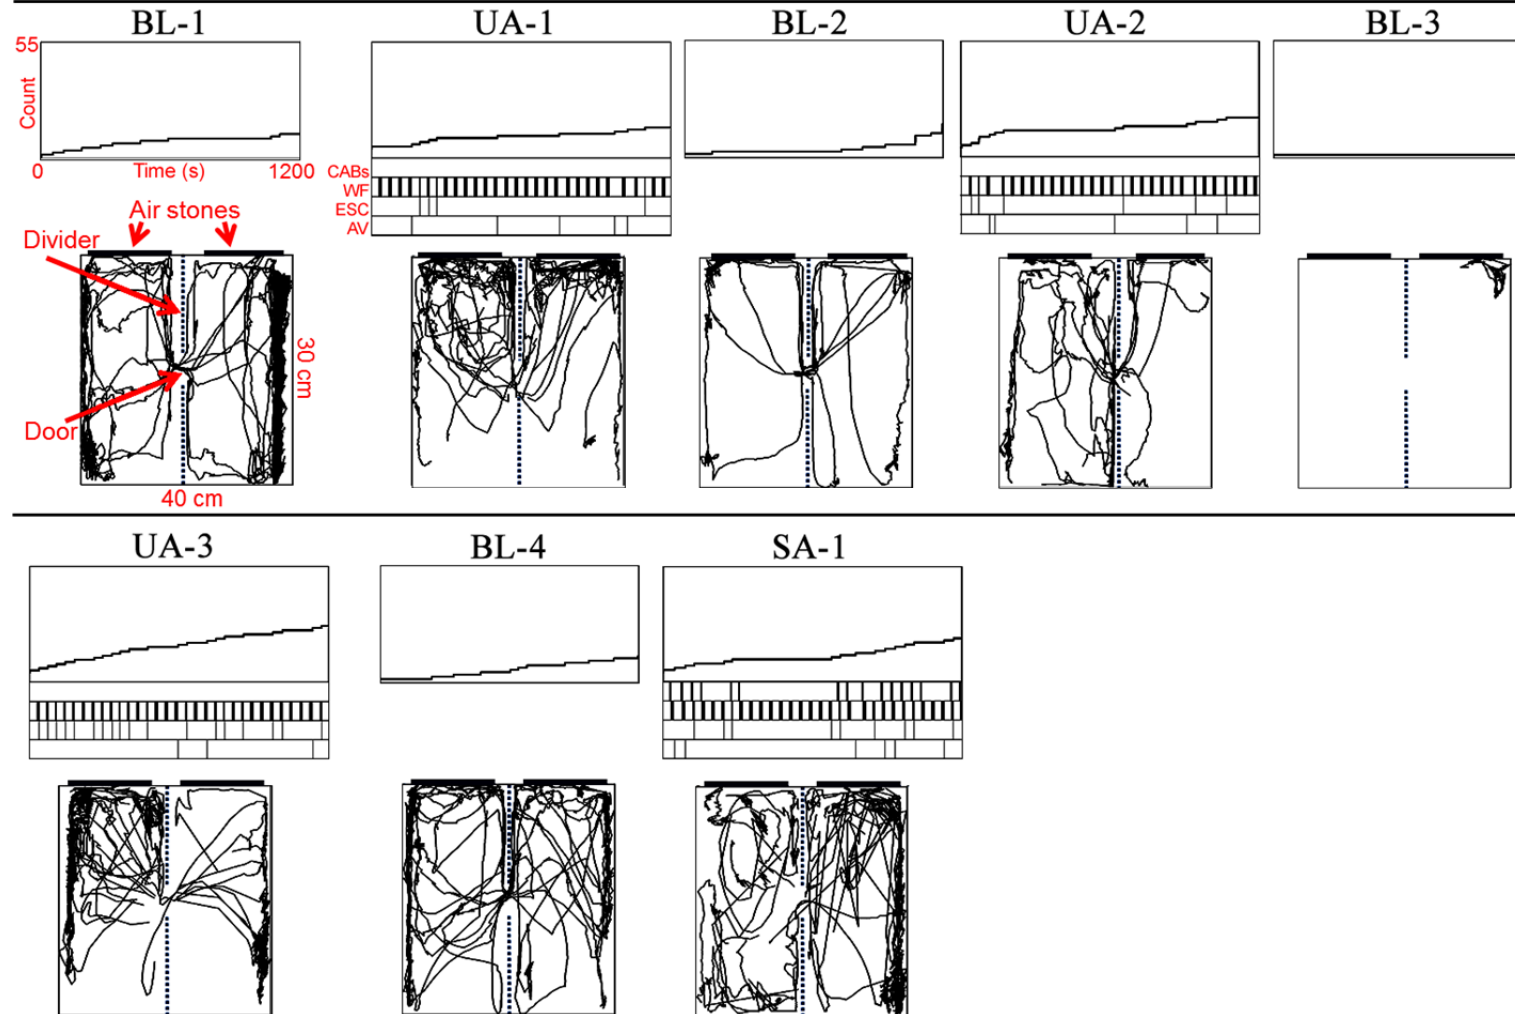 BL-1 UA-1 BL-2 UA-2 BL-3
55
Count
0 Time (s) 1200
CABs
WF
ESC
AV
Air stones
Divider
Door
30 cm
40 cm
UA-3 BL-4 SA-1